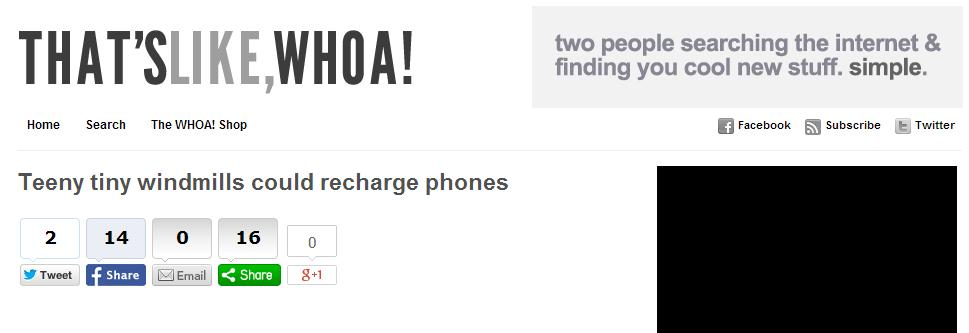 THAT'SLIKE,WHOA!
two people searching the internet &
finding you cool new stuff. simple.
Home Search The WHOA! Shop
Facebook Subscribe Twitter
Teeny tiny windmills could recharge phones
2 14 0 16 0
Tweet Share Email Share g+1